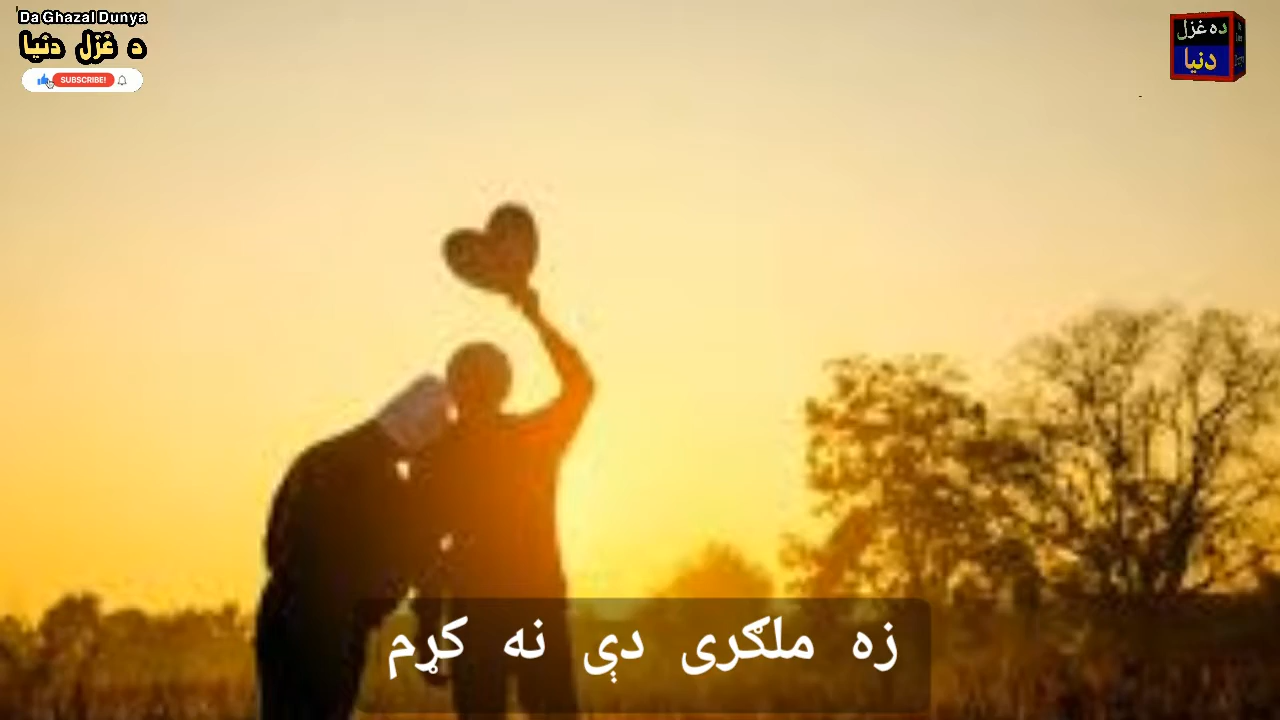 Da Ghazal Dunya
د غزل دنیا
SUBSCRIBE!
ده غزل
دنیا
زه ملګری دې نه کړم